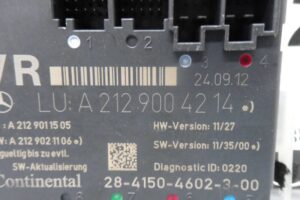 1 2
3 4
VR
24.09.12
LU: A 212 900 42 14 •)
A 212 901 15 05 HW-Version: 11/27
A 212 902 11 06 •) SW-Version: 11/35/00 •)
gueltig bis zu evtl.
SW-Aktualisierung Diagnostic ID: 0220
Continental 28-4150-4602-3-00